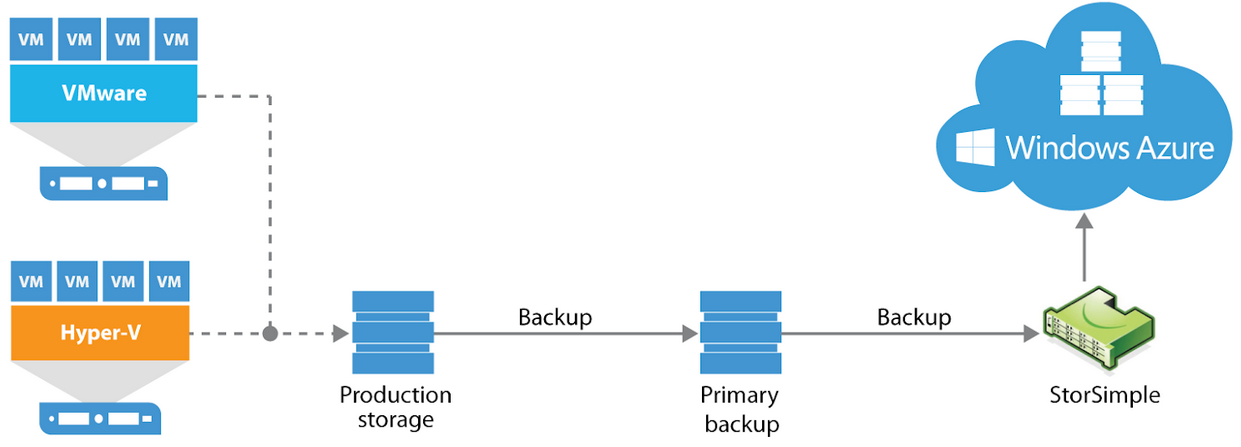 VM VM VM VM
VMware
VM VM VM VM
Hyper-V
Production
storage
Backup
Primary
backup
Backup
StorSimple
Windows Azure